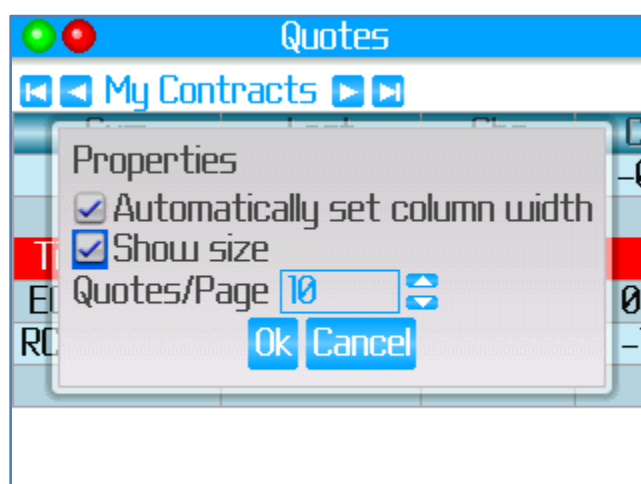 Quotes
My Contracts
Properties
Automatically set column width
Show size
Quotes/Page 10
Ok Cancel